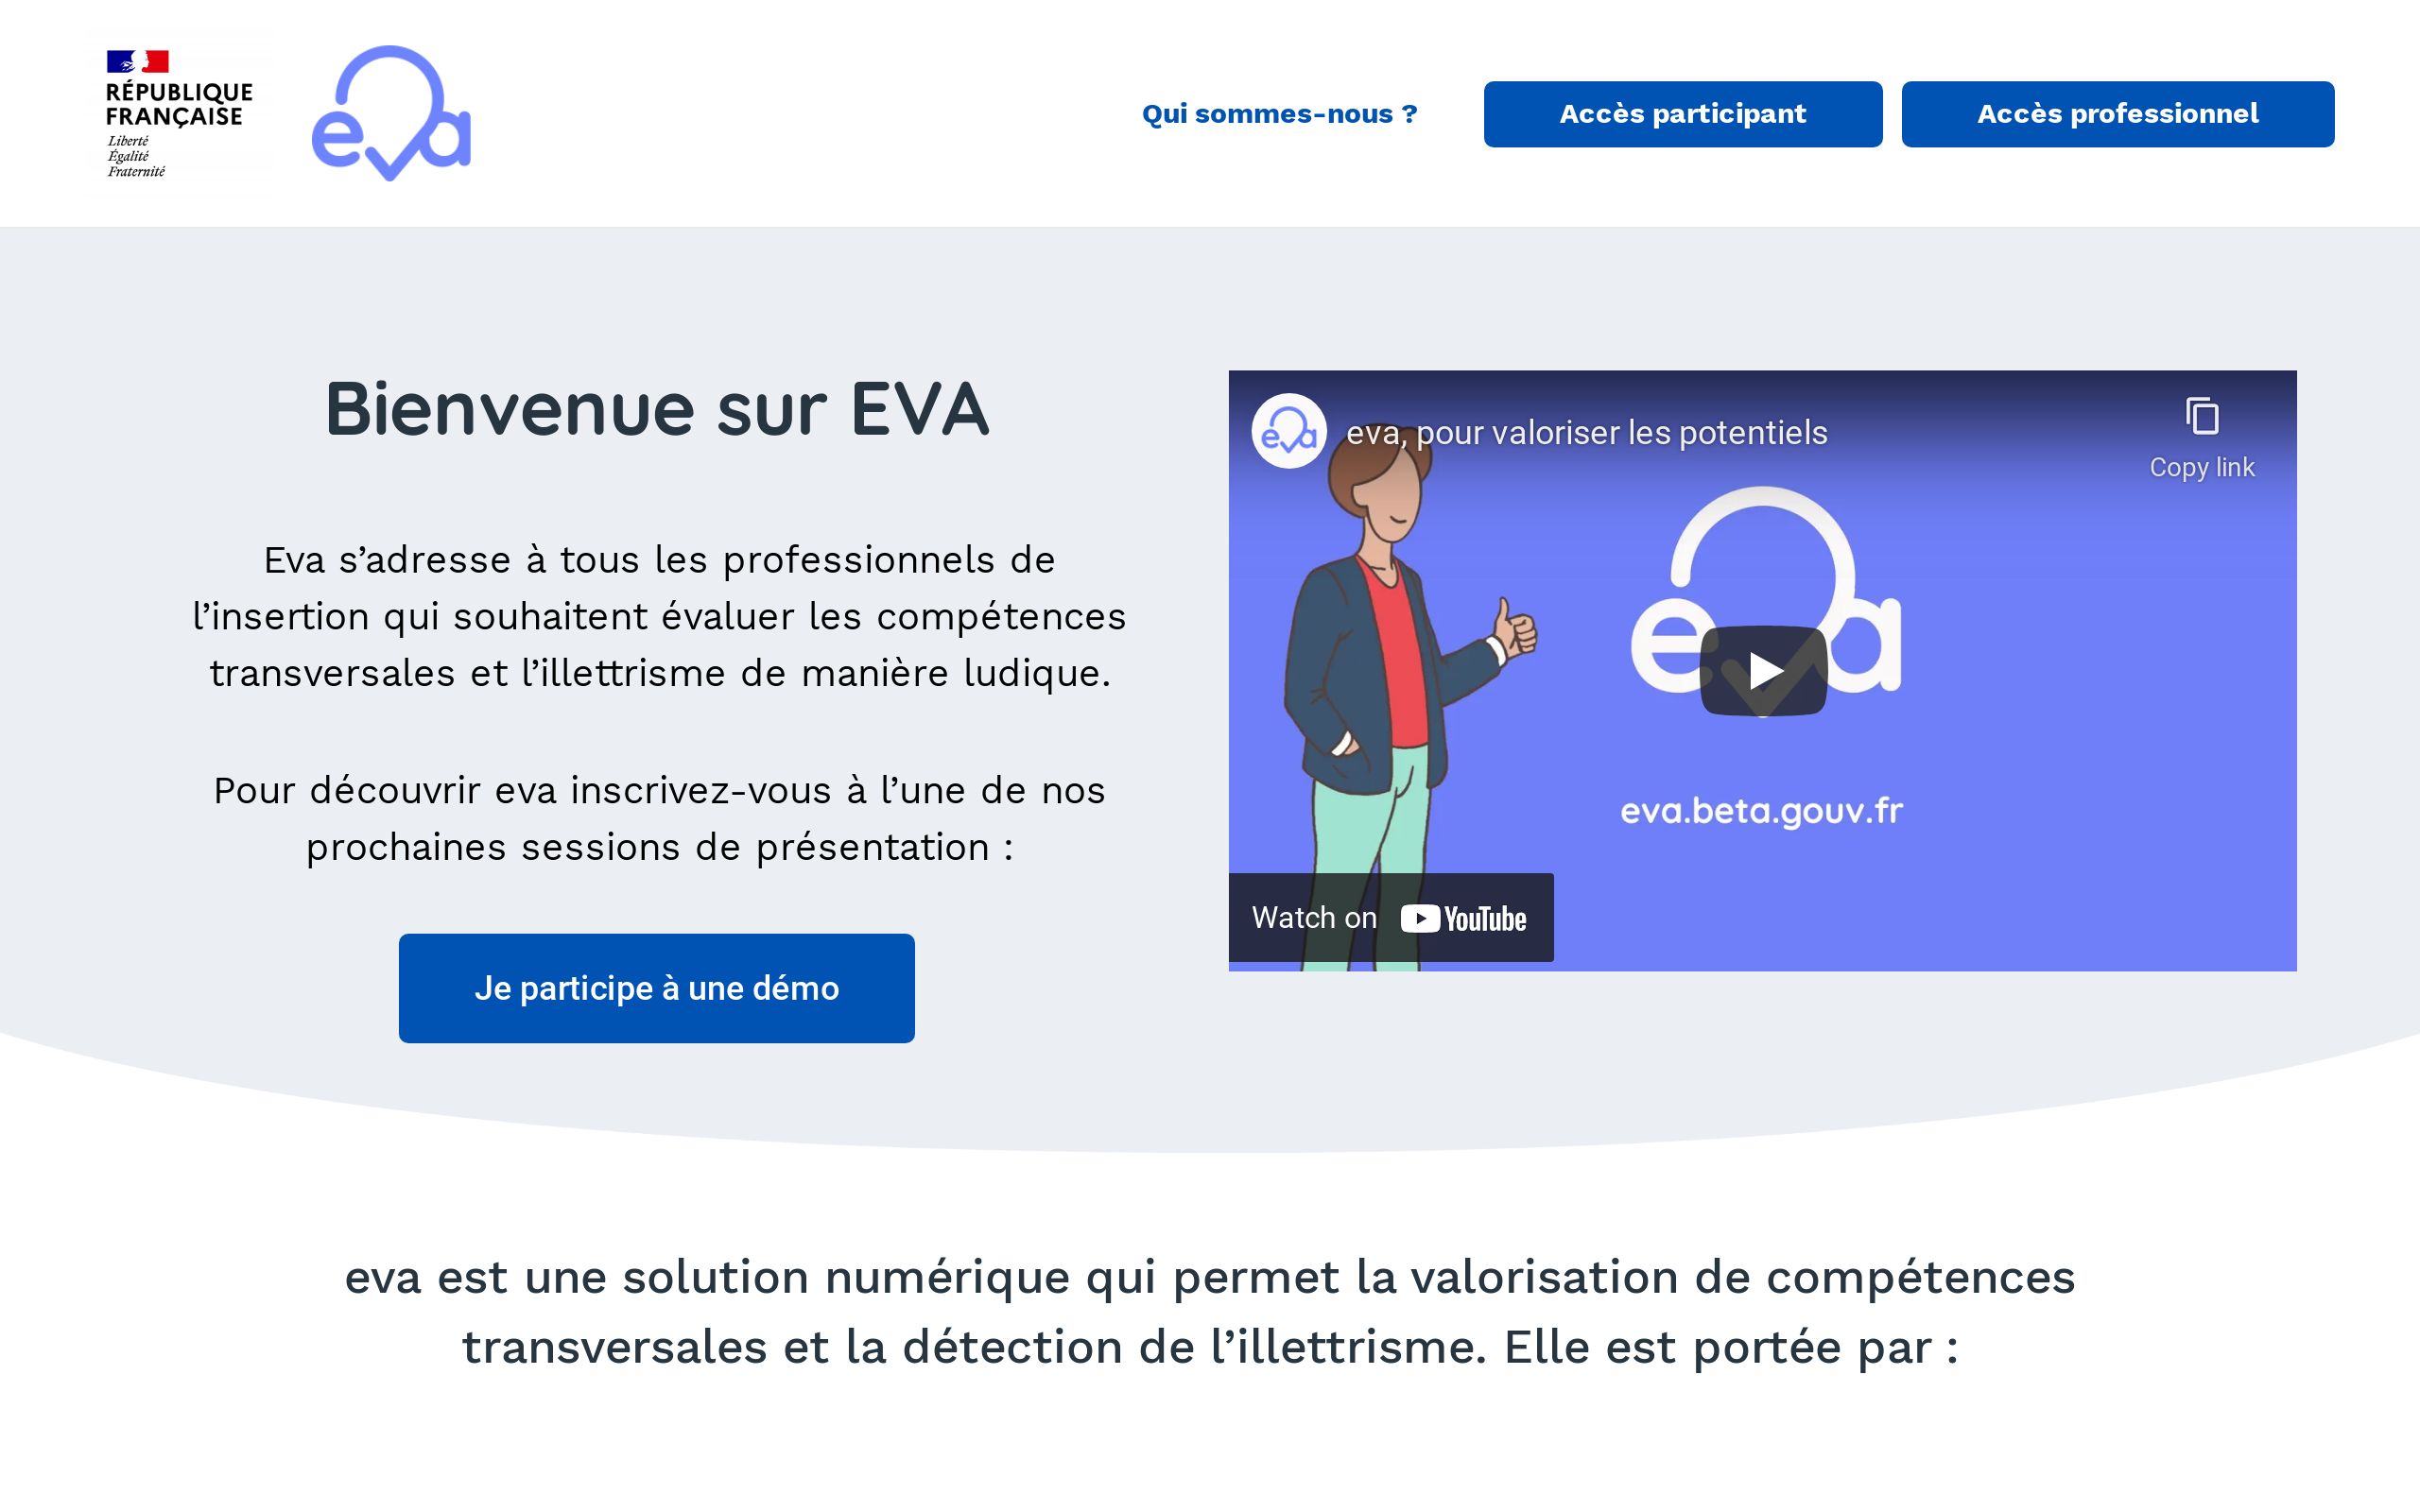 RÉPUBLIQUE
FRANÇAISE
Liberté
Égalité
Fraternité
eva
Qui sommes-nous ?
Accès participant
Accès professionnel
Bienvenue sur EVA
Eva s’adresse à tous les professionnels de
l’insertion qui souhaitent évaluer les compétences
transversales et l’illettrisme de manière ludique.
Pour découvrir eva inscrivez-vous à l’une de nos
prochaines sessions de présentation :
Je participe à une démo
eva
eva, pour valoriser les potentiels
Copy link
eva
eva.beta.gouv.fr
Watch on YouTube
eva est une solution numérique qui permet la valorisation de compétences
transversales et la détection de l’illettrisme. Elle est portée par :